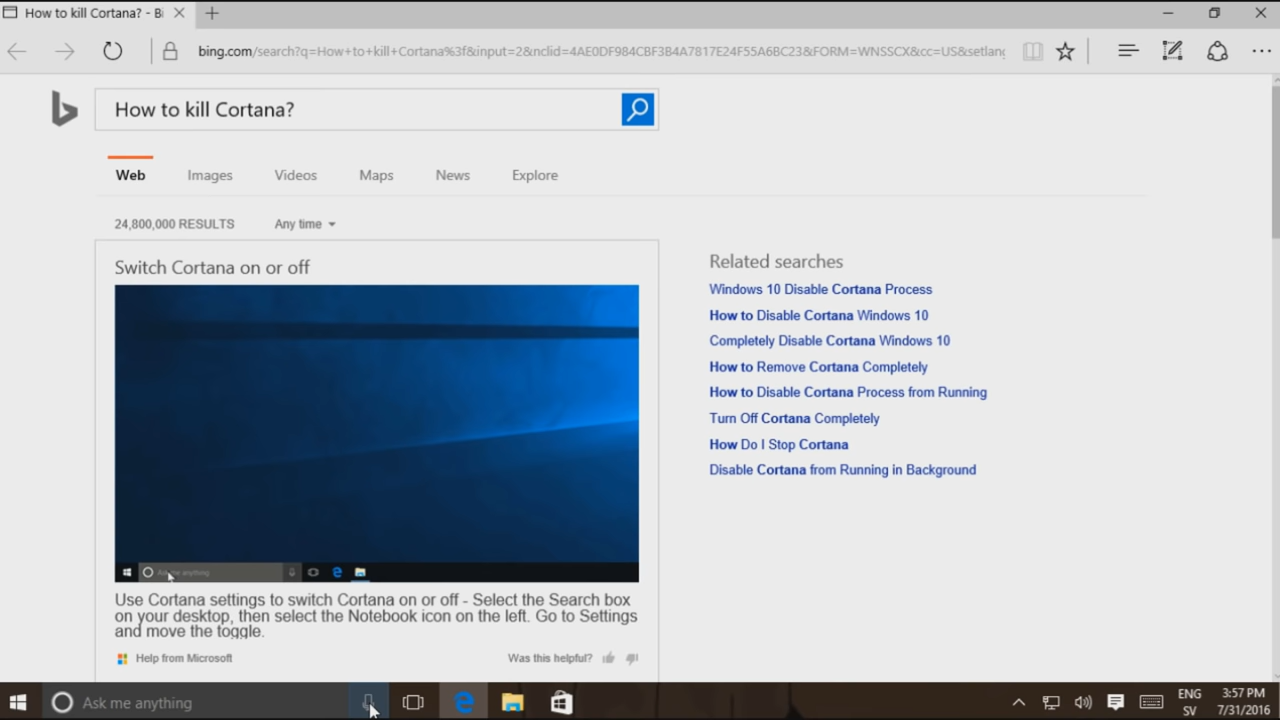 How to kill Cortana? - Bi
bing.com/search?q=How+to+kill+Cortana%3f&input=2&nclid=4AE0DF984CBF3B4A7817E24F55A6BC23&FORM=WNSSCX&cc=US&setlang
How to kill Cortana?
Web Images Videos Maps News Explore
24,800,000 RESULTS Any time
Switch Cortana on or off
Ask me anything
Use Cortana settings to switch Cortana on or off - Select the Search box
on your desktop, then select the Notebook icon on the left. Go to Settings
and move the toggle.
Help from Microsoft Was this helpful?
Related searches
Windows 10 Disable Cortana Process
How to Disable Cortana Windows 10
Completely Disable Cortana Windows 10
How to Remove Cortana Completely
How to Disable Cortana Process from Running
Turn Off Cortana Completely
How Do I Stop Cortana
Disable Cortana from Running in Background
Ask me anything
ENG
SV
3:57 PM
7/31/2016